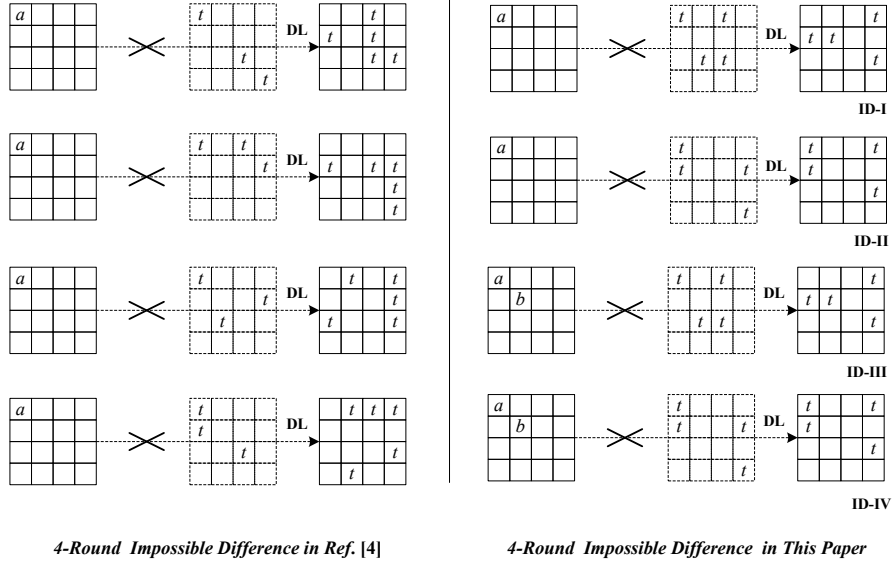 a t t
DL
t t
t t t
t
a t t
DL
t t t t
t
t
a t t t
DL
t t
t t t
a t t t t
DL
t
t t
t
4-Round Impossible Difference in Ref. [4]
a t t t
DL
t t
t t t
ID-I
a t t t
DL
t t t
t
t
ID-II
a t t t
DL
b t t
t t t
ID-III
a t t t
DL
b t t t
t
t
ID-IV
4-Round Impossible Difference in This Paper